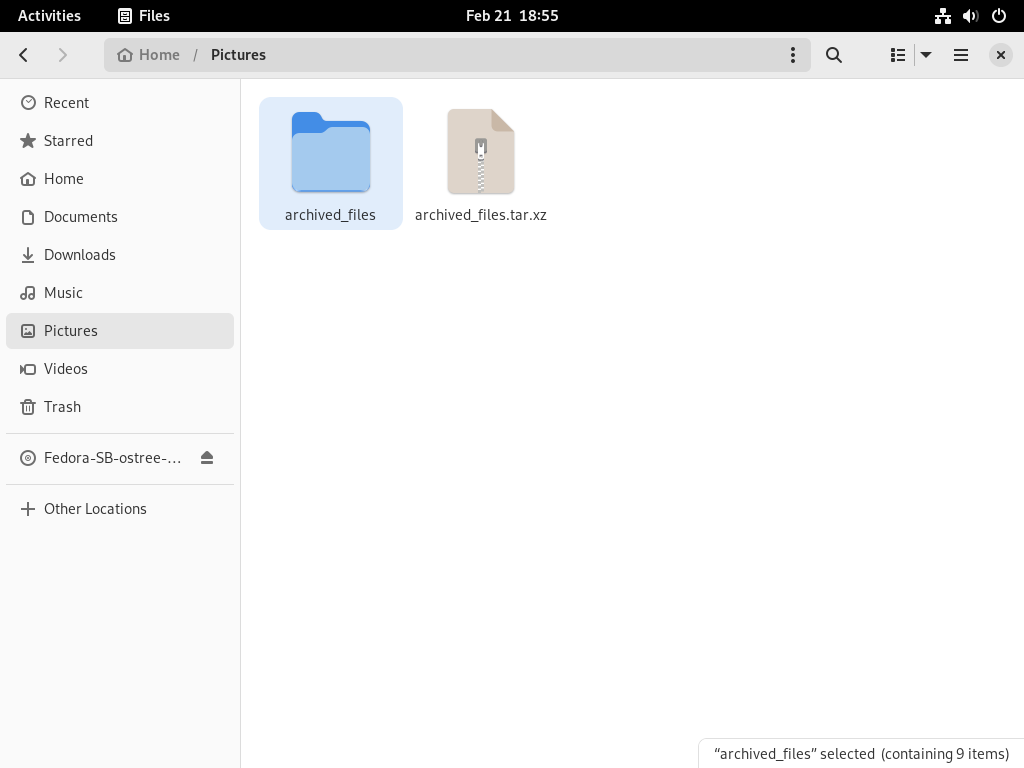 Activities Files Feb 21 18:55
Home / Pictures
Recent
Starred
Home
Documents
Downloads
Music
Pictures
Videos
Trash
Fedora-SB-ostree-…
Other Locations
archived_files archived_files.tar.xz
“archived_files” selected (containing 9 items)